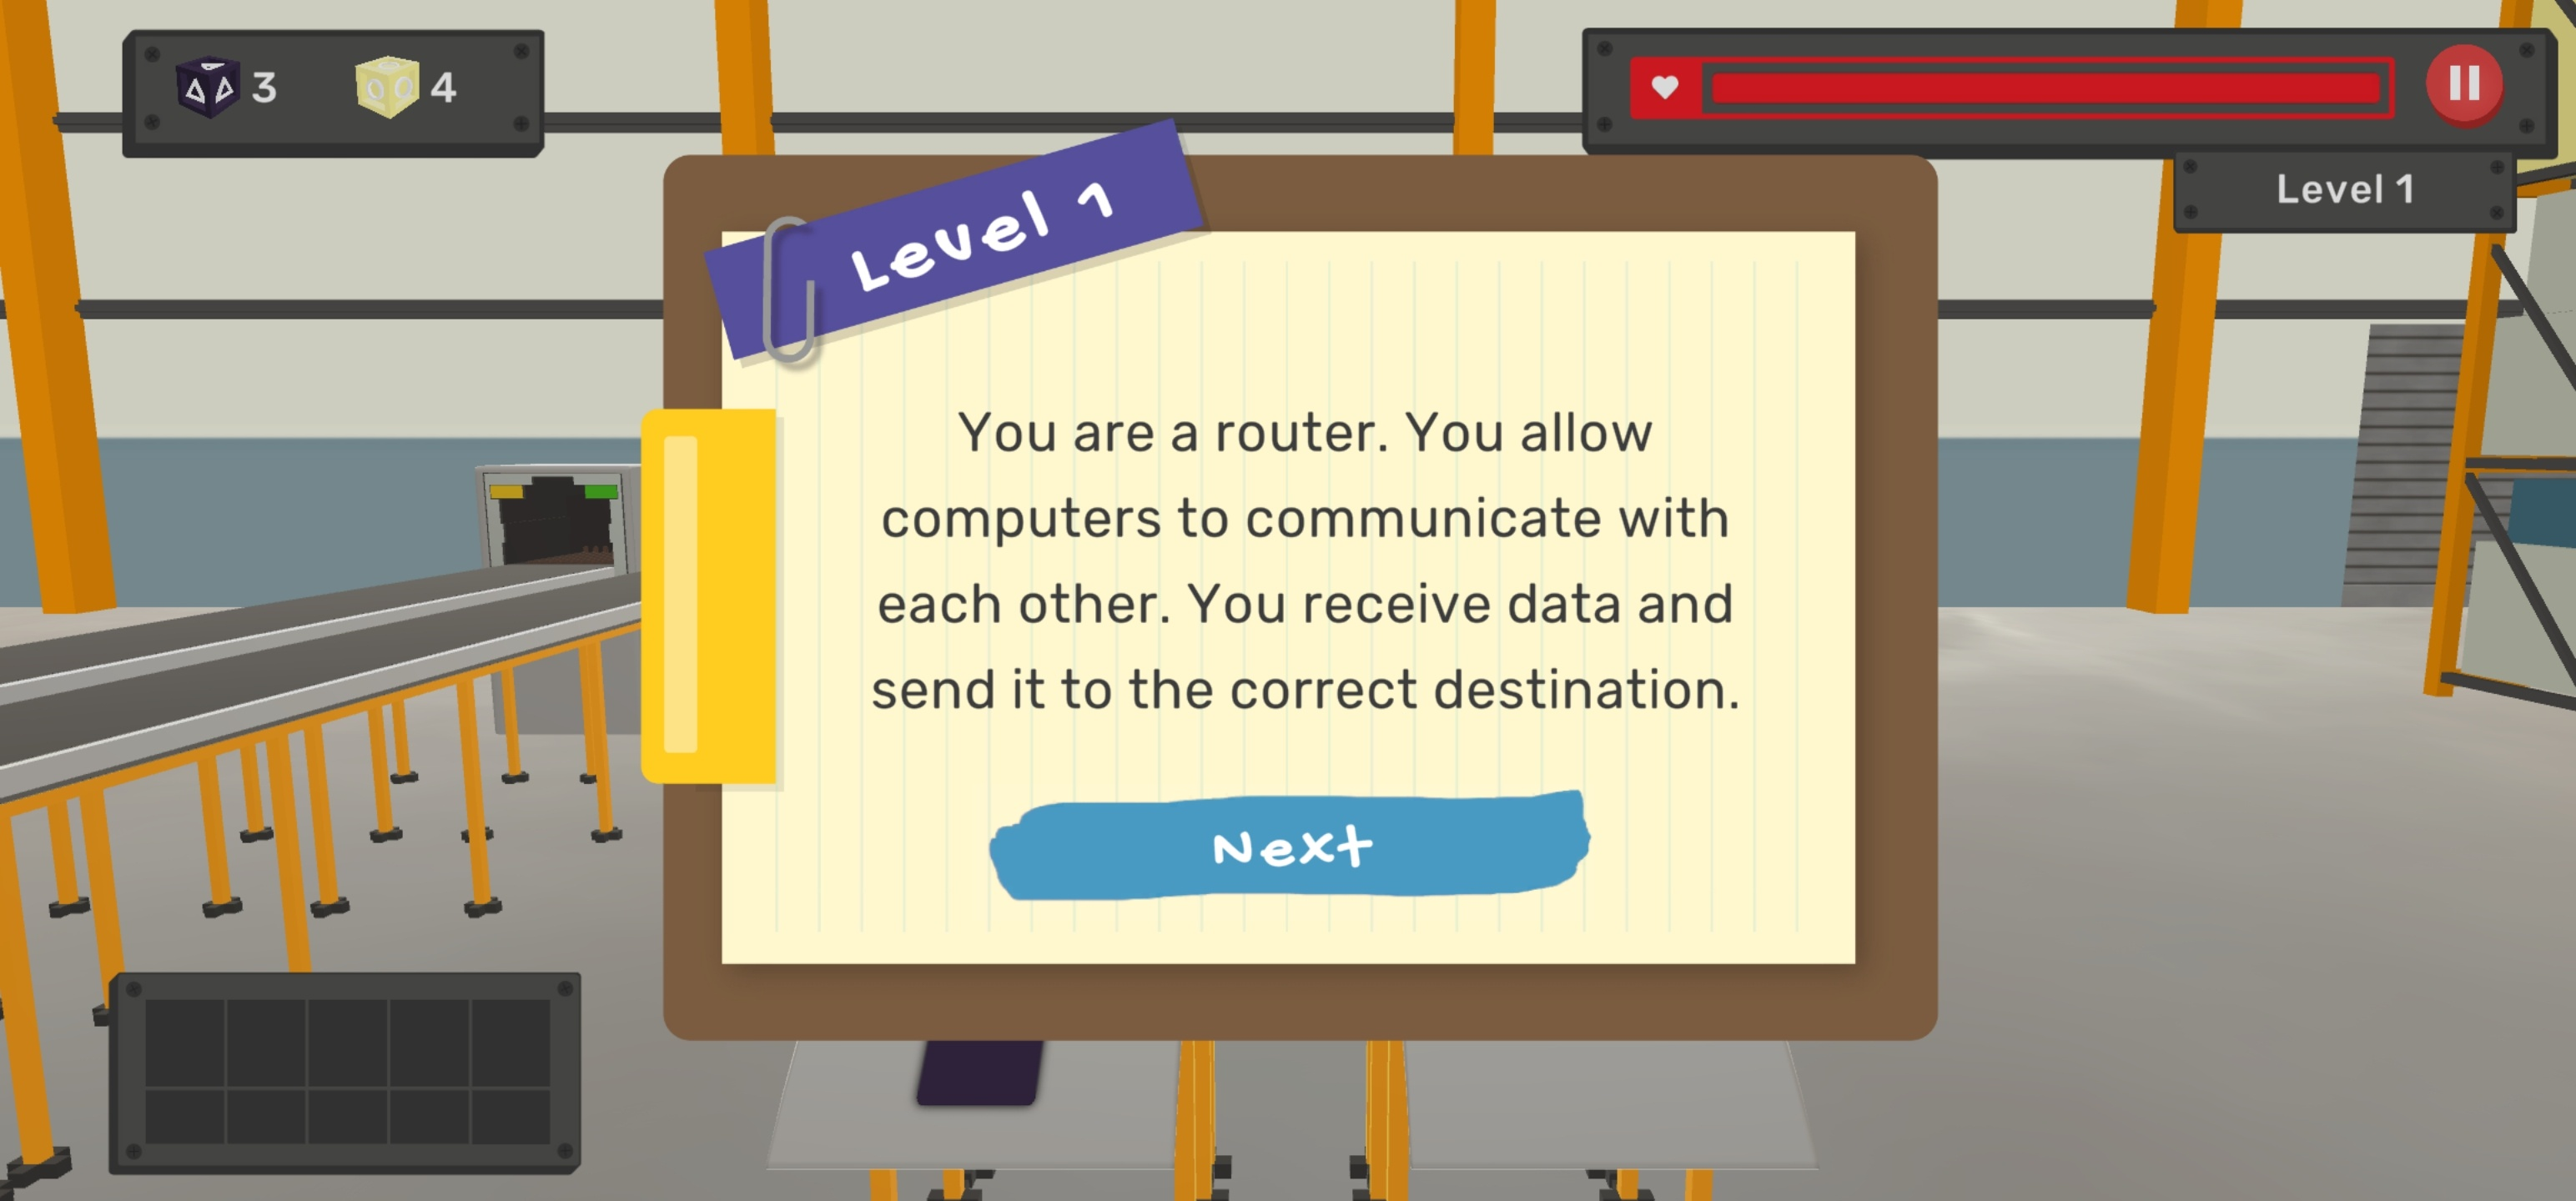 3 4
Level 1
Level 1
You are a router. You allow
computers to communicate with
each other. You receive data and
send it to the correct destination.
Next